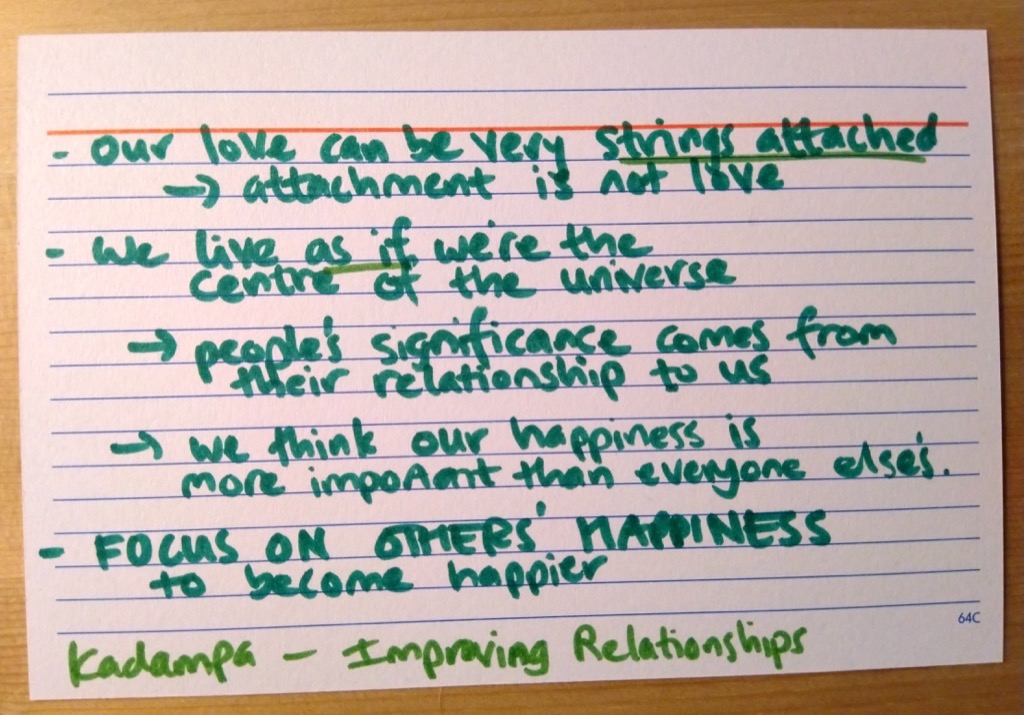 - Our love can be very strings attached
→ attachment is not love
- We live as if we're the
centre of the universe
→ people's significance comes from
their relationship to us
→ we think our happiness is
more important than everyone else's.
- FOCUS ON OTHERS' HAPPINESS
to become happier
64C
Kadampa - Improving Relationships